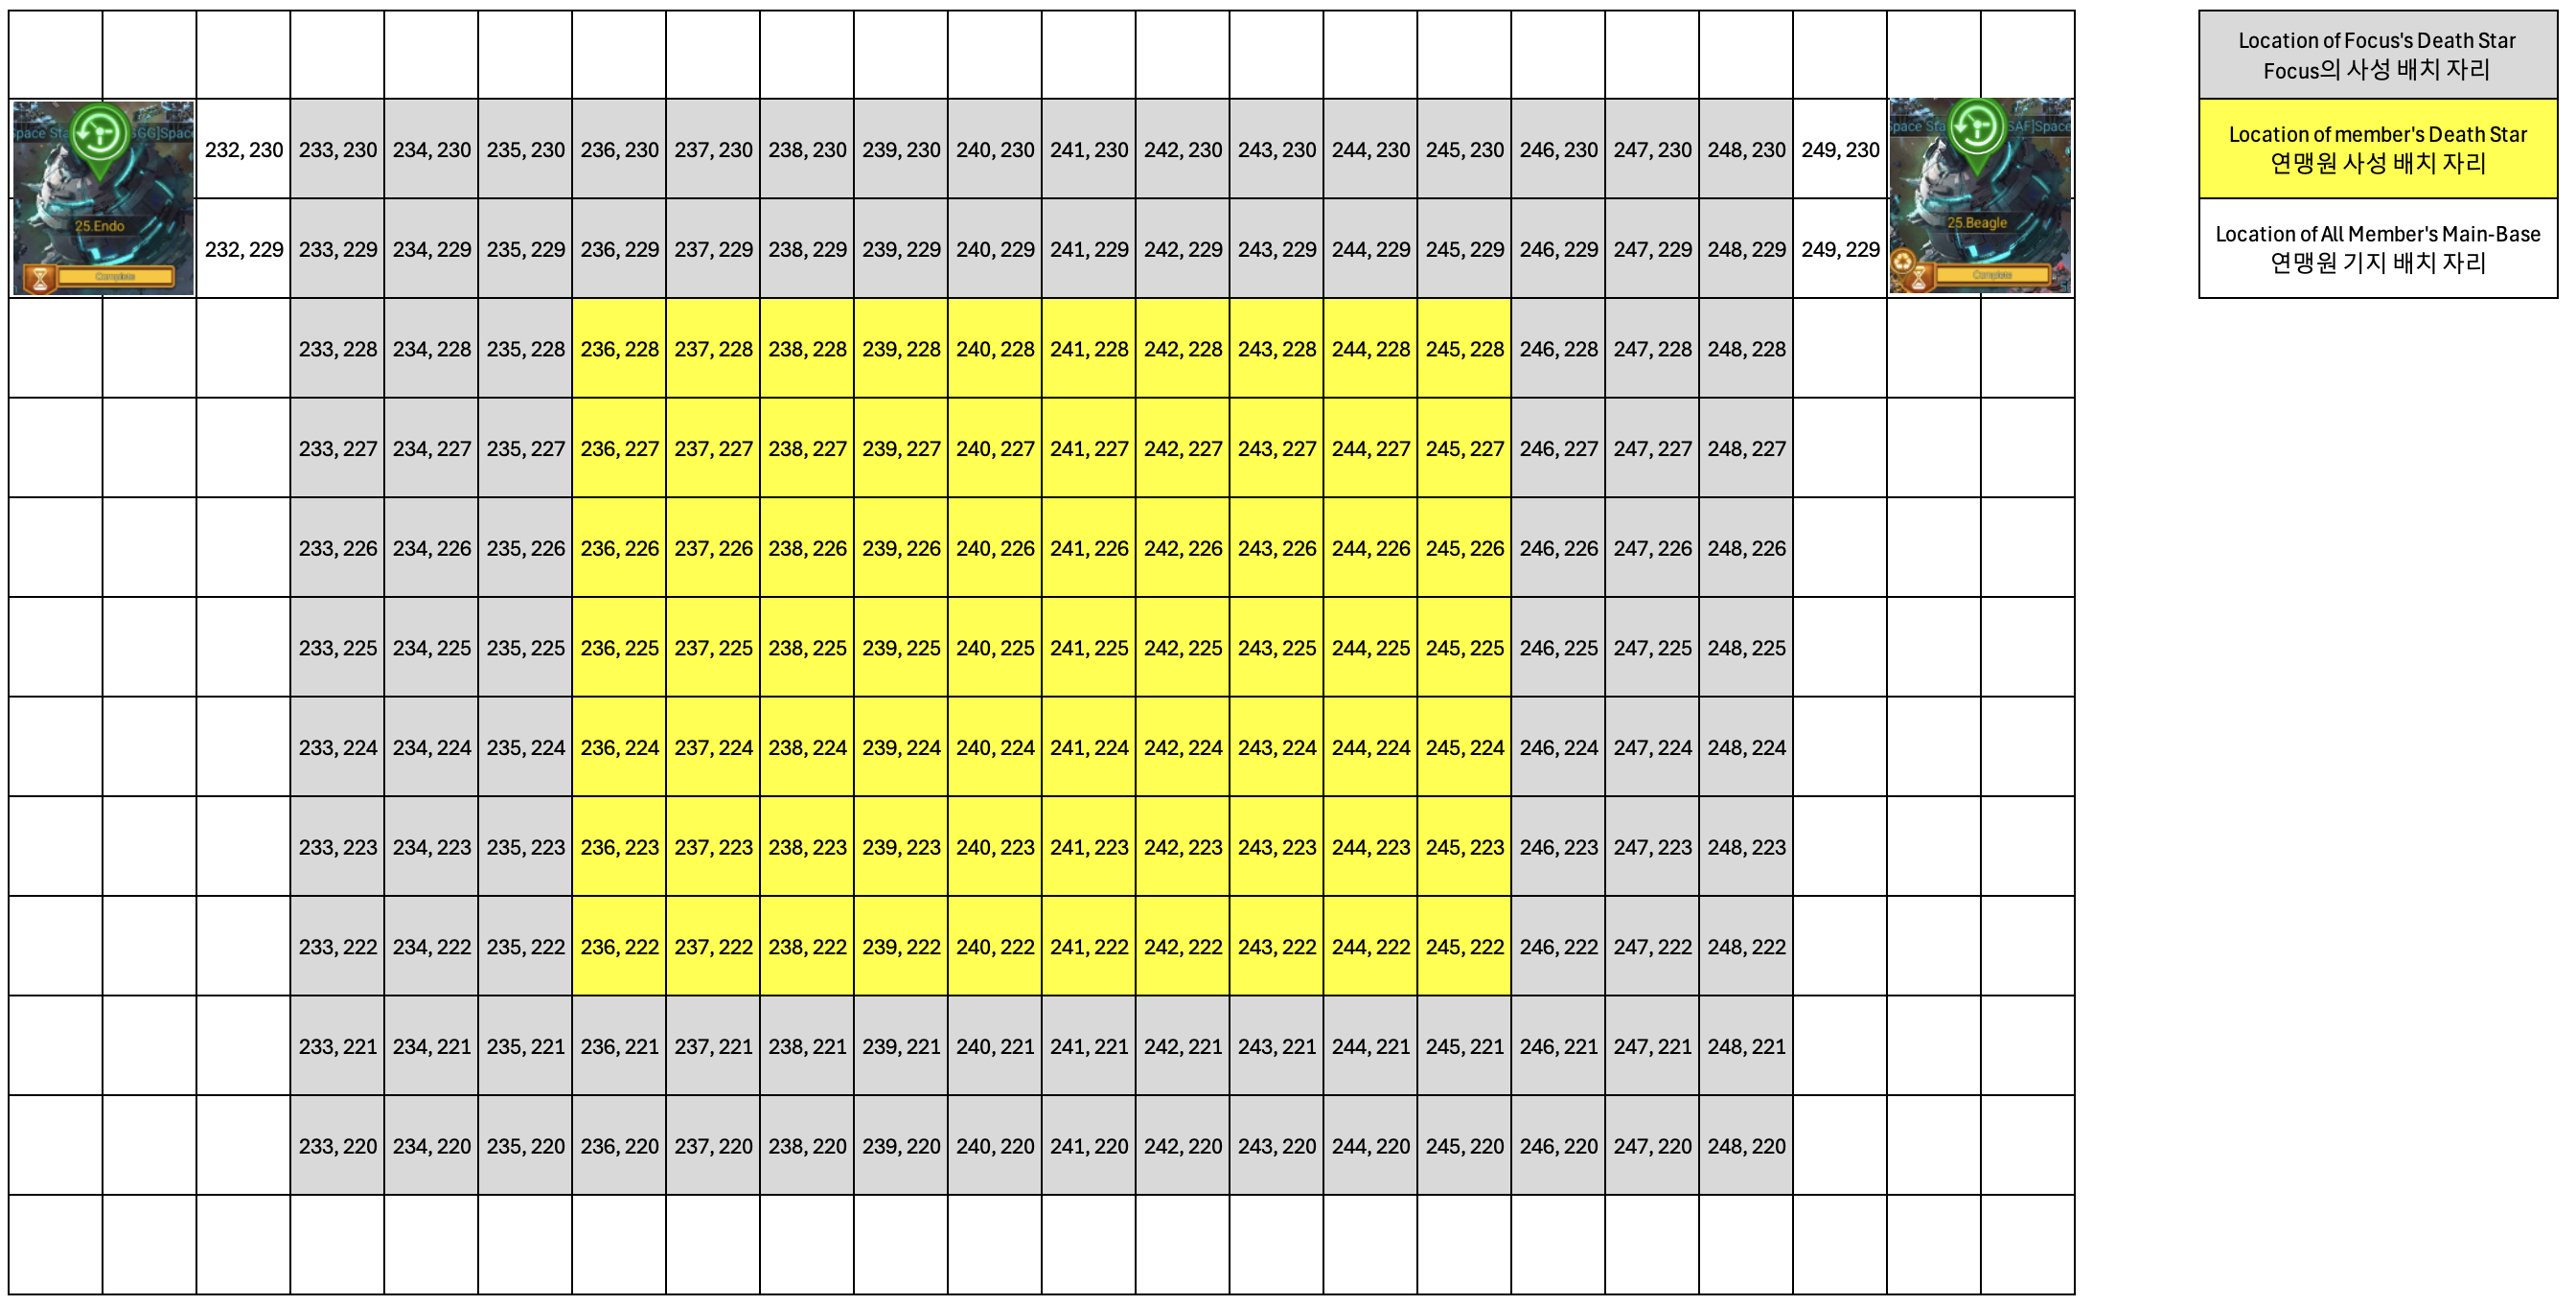 Location of Focus's Death Star
Focus의 사성 배치 자리
Space Sta GGG]Spac
232, 230 233, 230 234, 230 235, 230 236, 230 237, 230 238, 230 239, 230 240, 230 241, 230 242, 230 243, 230 244, 230 245, 230 246, 230 247, 230 248, 230 249, 230
Space Sta SAF]Space
Location of member's Death Star
연맹원 사성 배치 자리
25.Endo
232, 229 233, 229 234, 229 235, 229 236, 229 237, 229 238, 229 239, 229 240, 229 241, 229 242, 229 243, 229 244, 229 245, 229 246, 229 247, 229 248, 229 249, 229
25.Beagle
Complete
Complete
Location of All Member's Main-Base
연맹원 기지 배치 자리
233, 228 234, 228 235, 228 236, 228 237, 228 238, 228 239, 228 240, 228 241, 228 242, 228 243, 228 244, 228 245, 228 246, 228 247, 228 248, 228
233, 227 234, 227 235, 227 236, 227 237, 227 238, 227 239, 227 240, 227 241, 227 242, 227 243, 227 244, 227 245, 227 246, 227 247, 227 248, 227
233, 226 234, 226 235, 226 236, 226 237, 226 238, 226 239, 226 240, 226 241, 226 242, 226 243, 226 244, 226 245, 226 246, 226 247, 226 248, 226
233, 225 234, 225 235, 225 236, 225 237, 225 238, 225 239, 225 240, 225 241, 225 242, 225 243, 225 244, 225 245, 225 246, 225 247, 225 248, 225
233, 224 234, 224 235, 224 236, 224 237, 224 238, 224 239, 224 240, 224 241, 224 242, 224 243, 224 244, 224 245, 224 246, 224 247, 224 248, 224
233, 223 234, 223 235, 223 236, 223 237, 223 238, 223 239, 223 240, 223 241, 223 242, 223 243, 223 244, 223 245, 223 246, 223 247, 223 248, 223
233, 222 234, 222 235, 222 236, 222 237, 222 238, 222 239, 222 240, 222 241, 222 242, 222 243, 222 244, 222 245, 222 246, 222 247, 222 248, 222
233, 221 234, 221 235, 221 236, 221 237, 221 238, 221 239, 221 240, 221 241, 221 242, 221 243, 221 244, 221 245, 221 246, 221 247, 221 248, 221
233, 220 234, 220 235, 220 236, 220 237, 220 238, 220 239, 220 240, 220 241, 220 242, 220 243, 220 244, 220 245, 220 246, 220 247, 220 248, 220